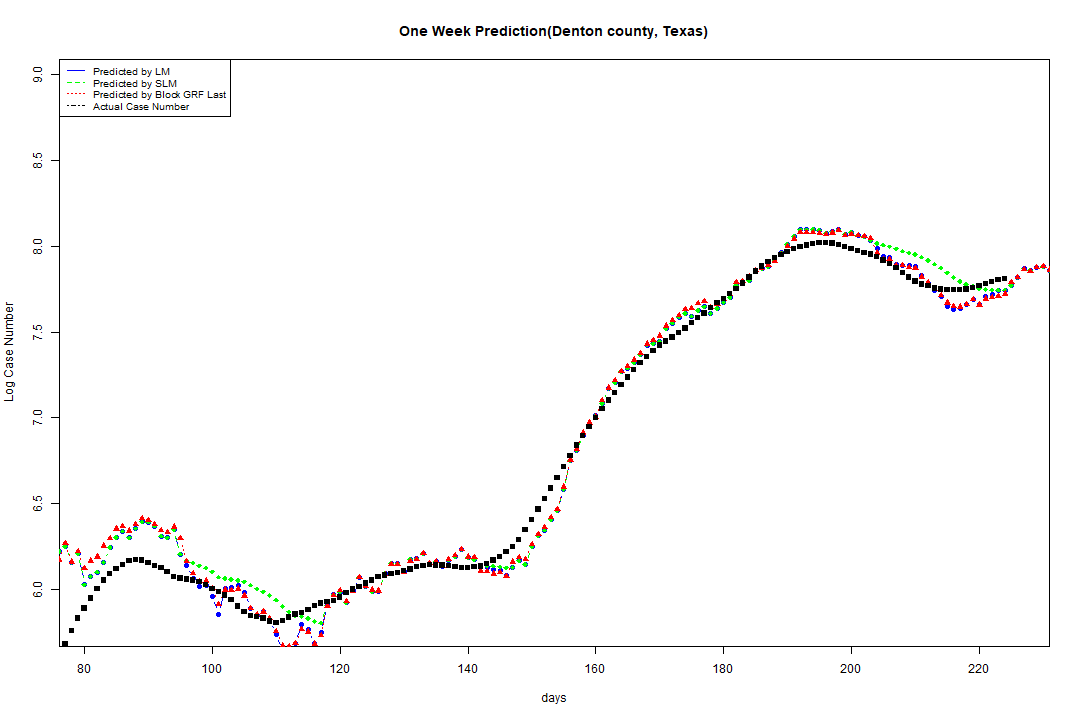 One Week Prediction(Denton county, Texas)
Predicted by LM
Predicted by SLM
Predicted by Block GRF Last
Actual Case Number
9.0
8.5
8.0
7.5
7.0
6.5
6.0
Log Case Number
80 100 120 140 160 180 200 220
days